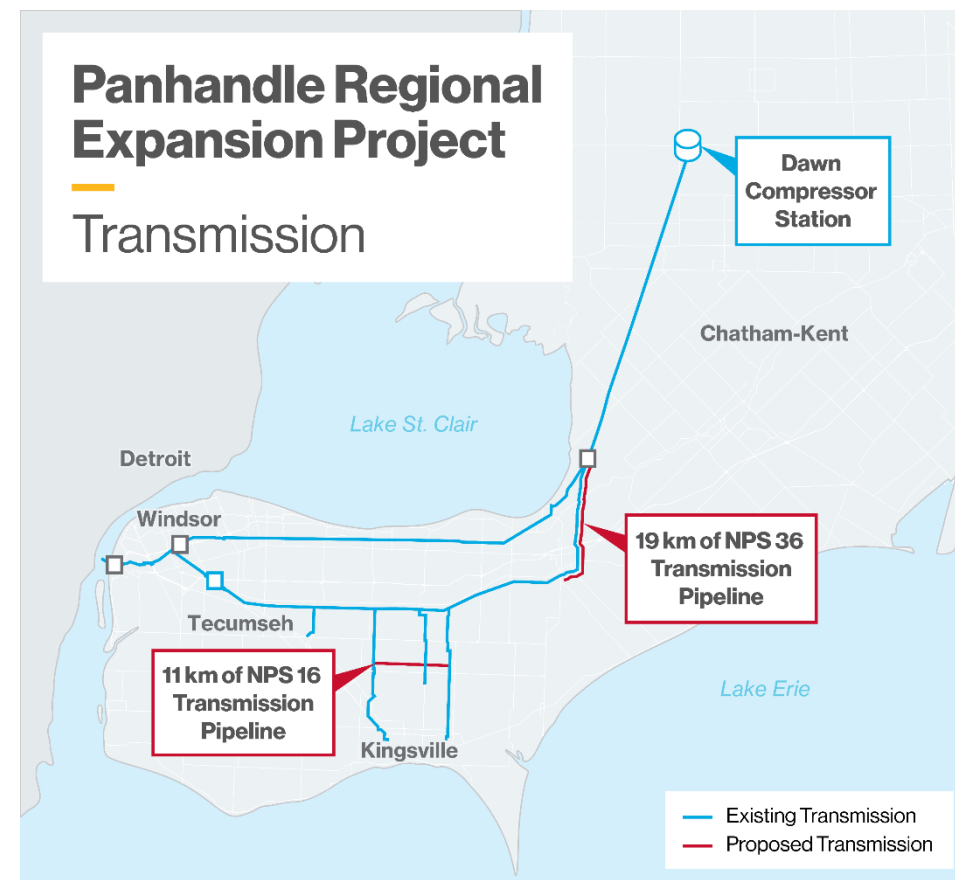 Panhandle Regional
Expansion Project
Transmission
Dawn
Compressor
Station
Chatham-Kent
Lake St. Clair
Detroit
Windsor
19 km of NPS 36
Transmission
Pipeline
Tecumseh
11 km of NPS 16
Transmission
Pipeline
Lake Erie
Kingsville
Existing Transmission
Proposed Transmission